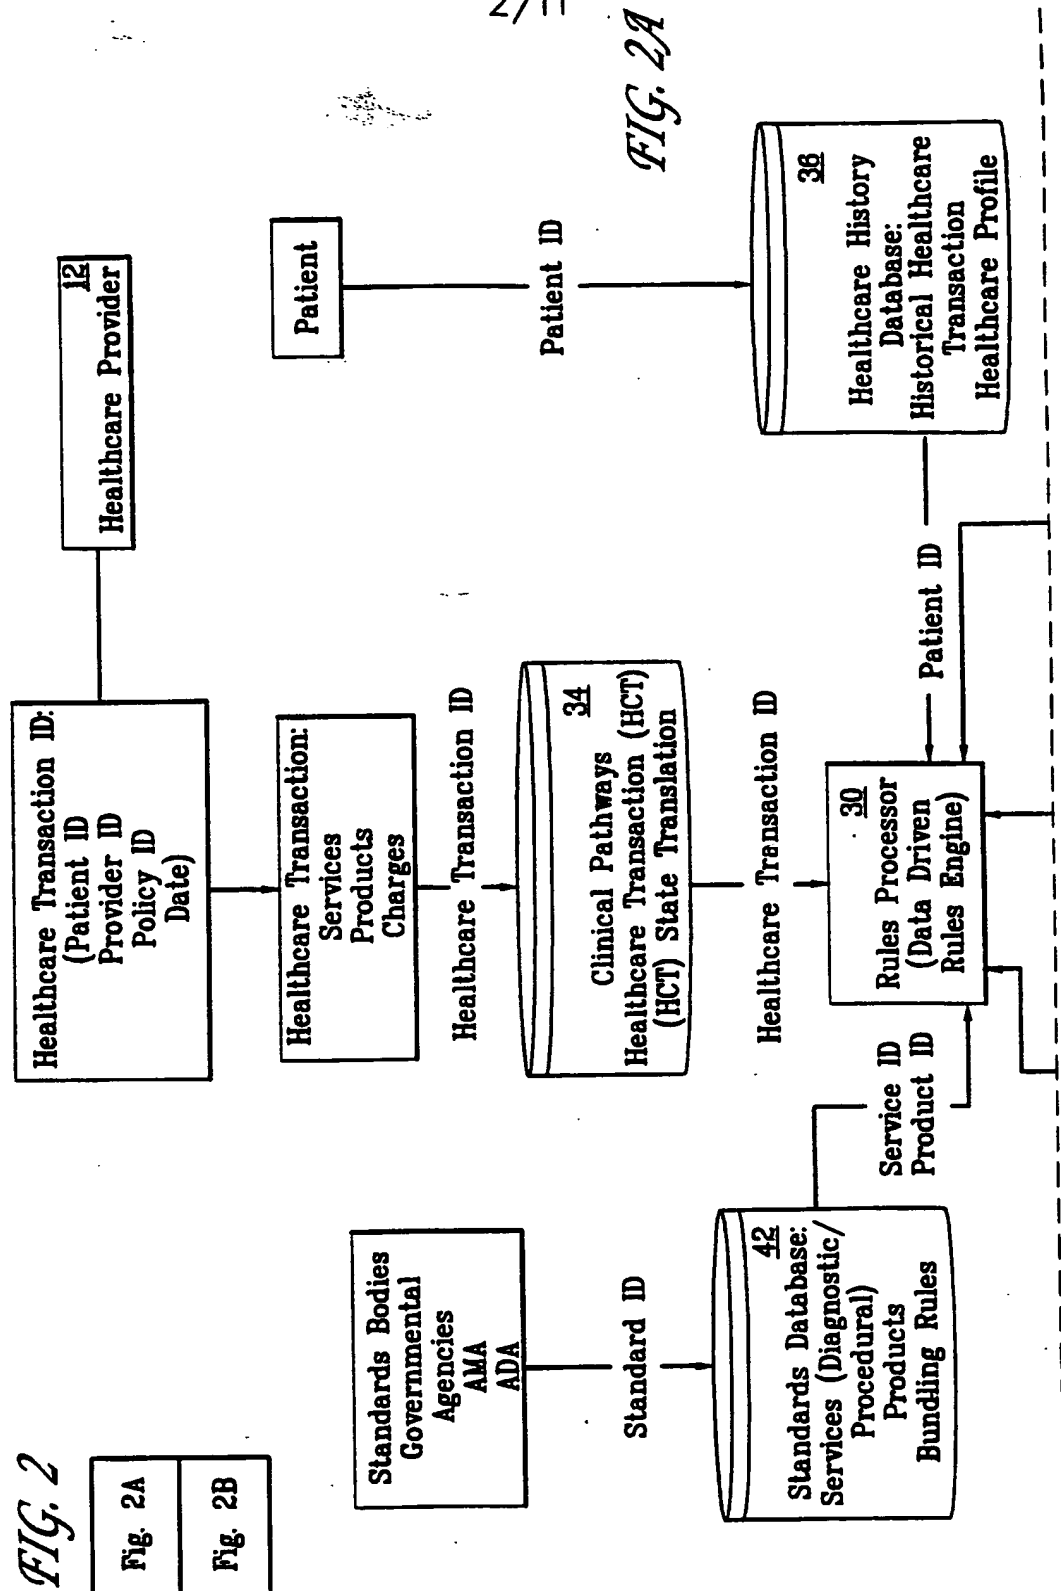 2/11
FIG. 2
Fig. 2A
Fig. 2B
FIG. 2A
Healthcare Transaction ID:
(Patient ID
Provider ID
Policy ID
Date)
12
Healthcare Provider
Healthcare Transaction:
Services
Products
Charges
Patient
Standards Bodies
Governmental
Agencies
AMA
ADA
Healthcare Transaction ID
Patient ID
Standard ID
34
Clinical Pathways
Healthcare Transaction (HCT)
(HCT) State Translation
42
Standards Database:
Services (Diagnostic/
Procedural)
Products
Bundling Rules
Healthcare Transaction ID
36
Healthcare History
Database:
Historical Healthcare
Transaction
Healthcare Profile
Service ID
Product ID
30
Rules Processor
(Data Driven
Rules Engine)
Patient ID